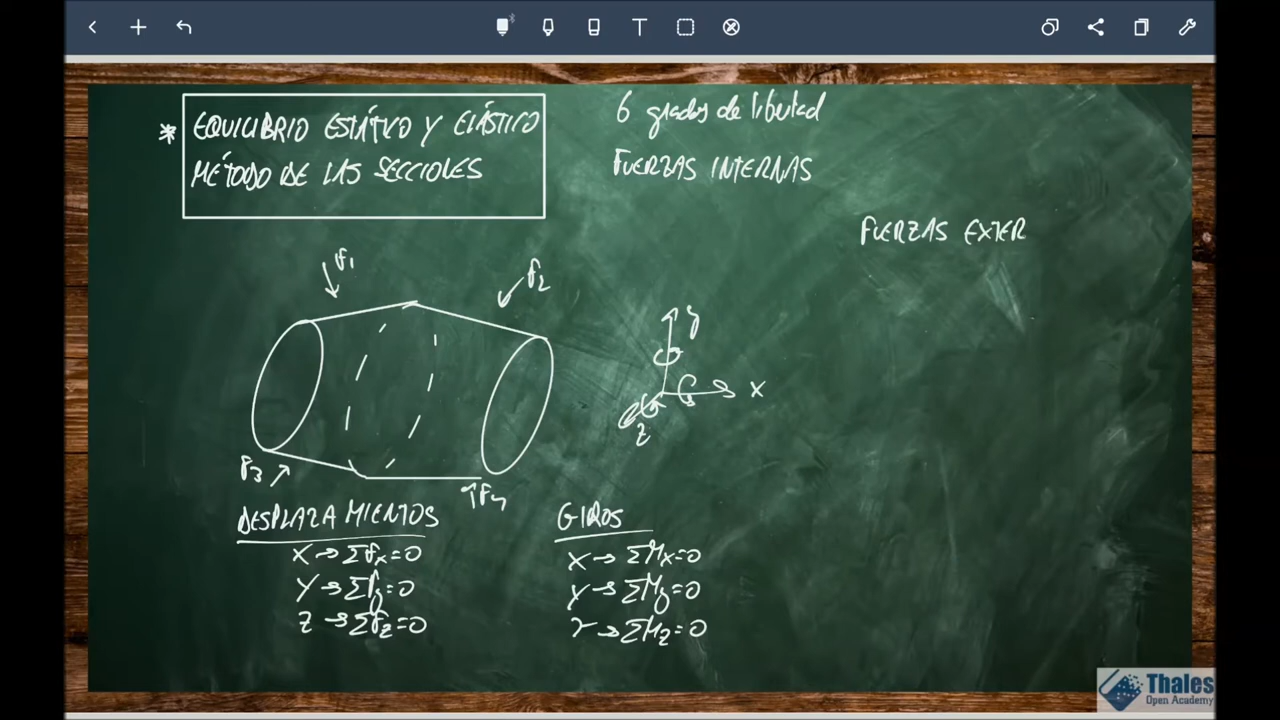 * EQUILIBRIO ESTÁTICO Y ELÁSTICO
MÉTODO DE LAS SECCIONES
6 grados de libertad
FUERZAS INTERNAS
FUERZAS EXTER
F1
F2
y
x
z
F3
F4
DESPLAZAMIENTOS
X → ΣFx=0
Y → ΣFy=0
Z → ΣFz=0
GIROS
X → ΣMx=0
Y → ΣMy=0
Z → ΣMz=0
Thales
Open Academy
T